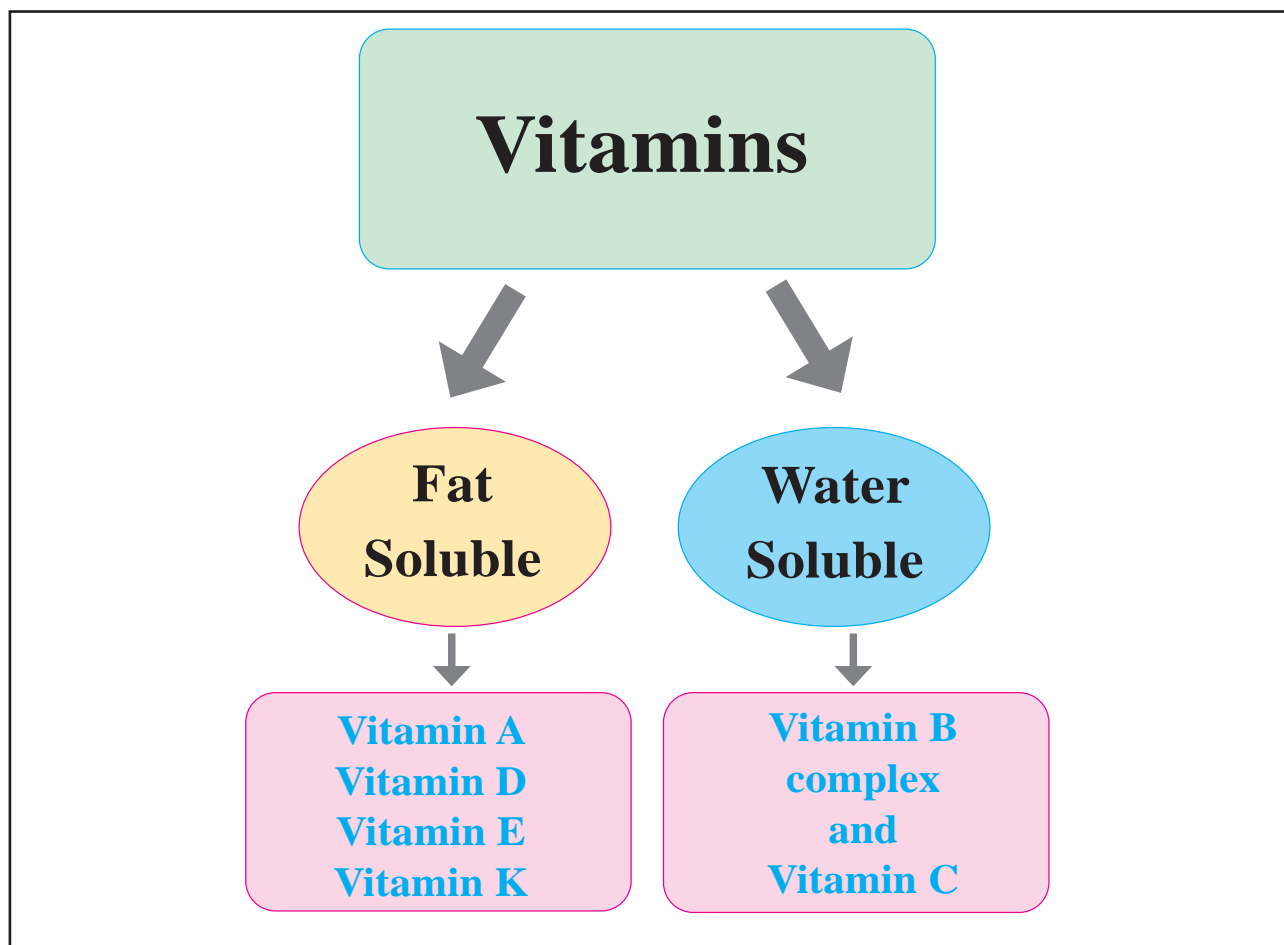 Vitamins
Fat
Soluble
Water
Soluble
Vitamin A
Vitamin D
Vitamin E
Vitamin K
Vitamin B
complex
and
Vitamin C